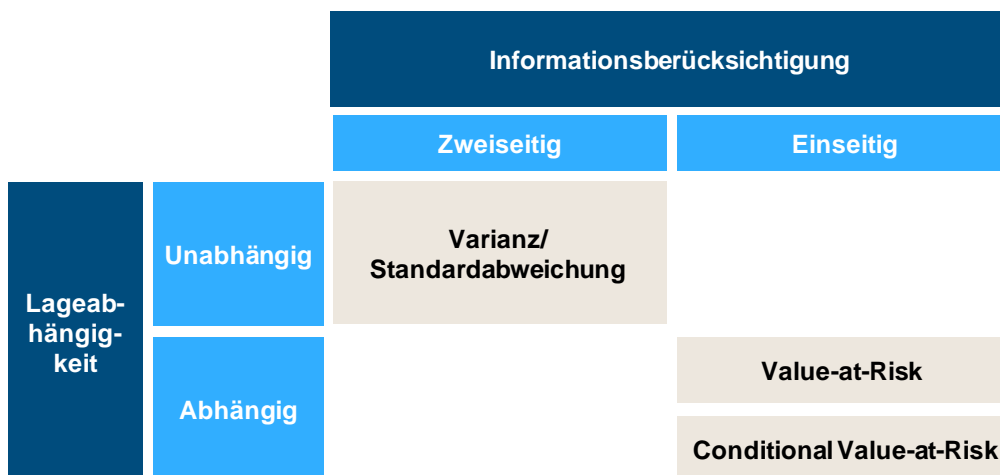 Informationsberücksichtigung
Zweiseitig
Einseitig
Unabhängig
Varianz/
Standardabweichung
Lageab-
hängig-
keit
Value-at-Risk
Abhängig
Conditional Value-at-Risk